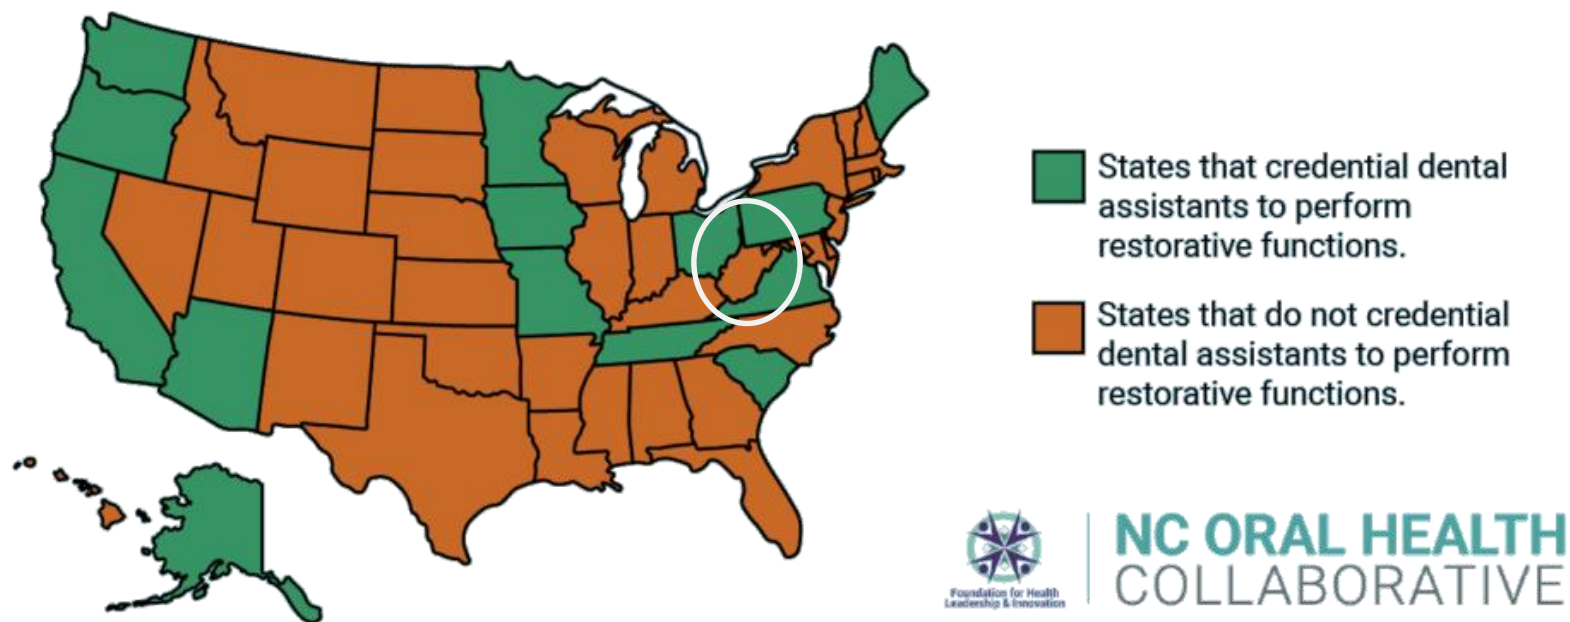 States that credential dental
assistants to perform
restorative functions.
States that do not credential
dental assistants to perform
restorative functions.
Foundation for Health
Leadership & Innovation
NC ORAL HEALTH
COLLABORATIVE